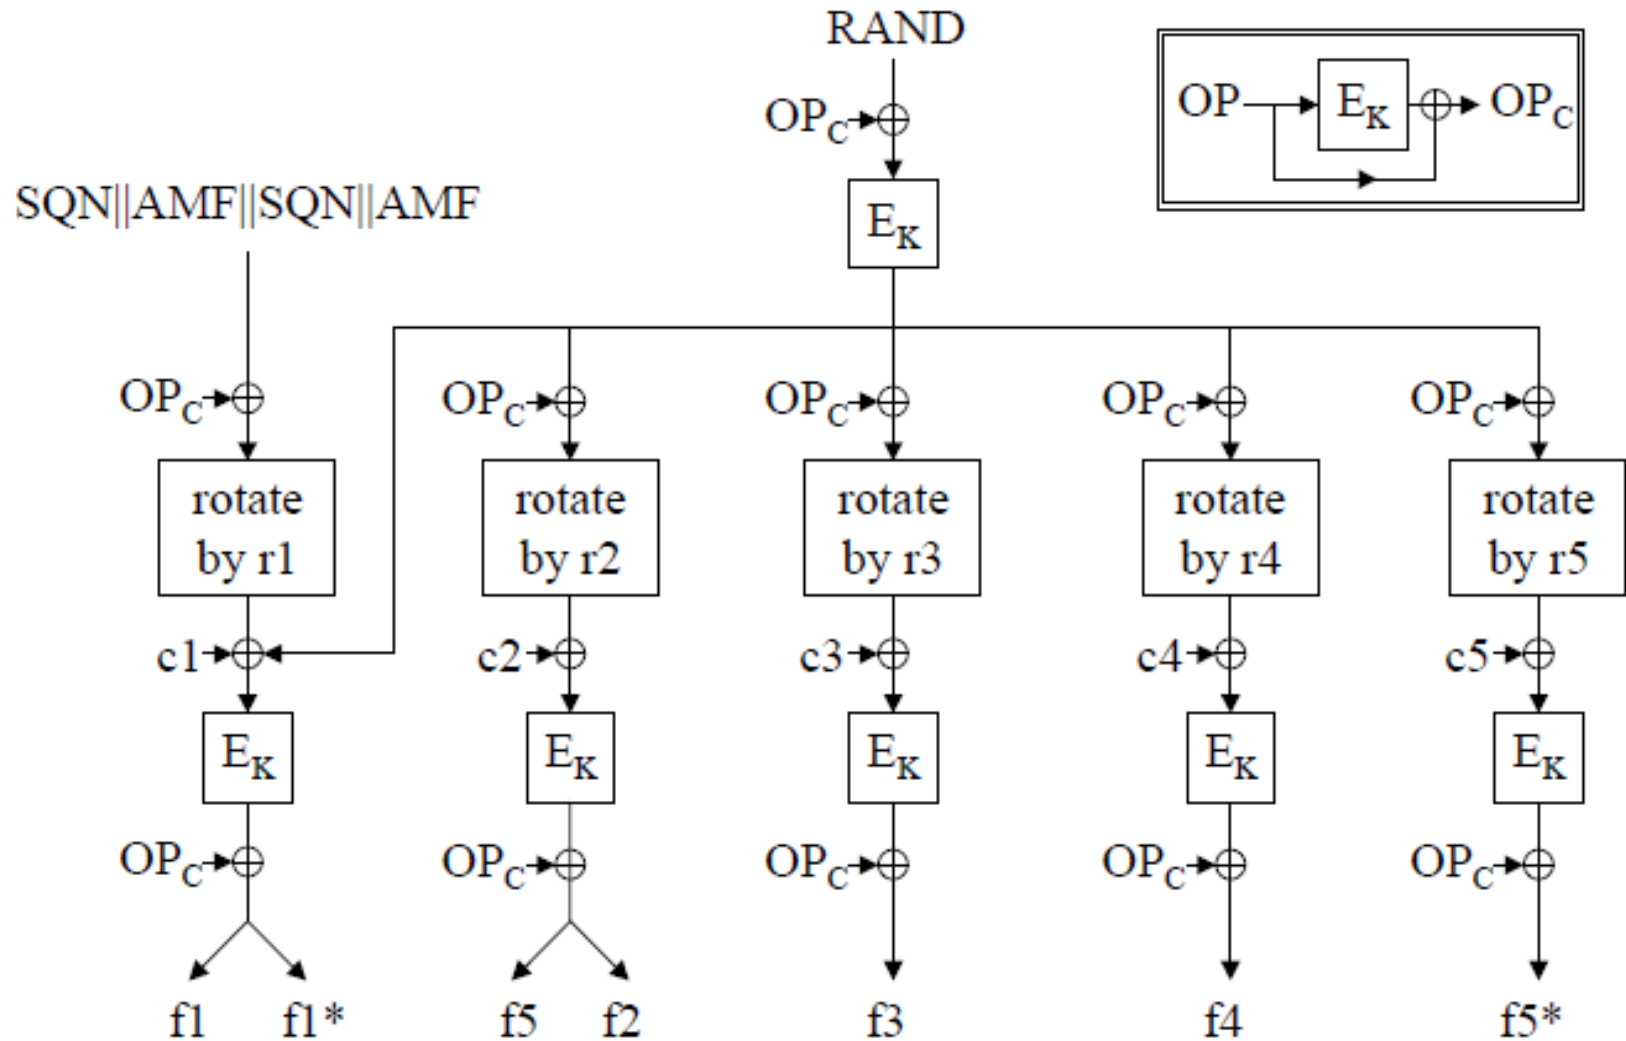 RAND
OPC
OP EK OPC
SQN||AMF||SQN||AMF
EK
OPC OPC OPC OPC OPC
rotate rotate rotate rotate rotate
by r1 by r2 by r3 by r4 by r5
c1 c2 c3 c4 c5
EK EK EK EK EK
OPC OPC OPC OPC OPC
f1 f1* f5 f2 f3 f4 f5*